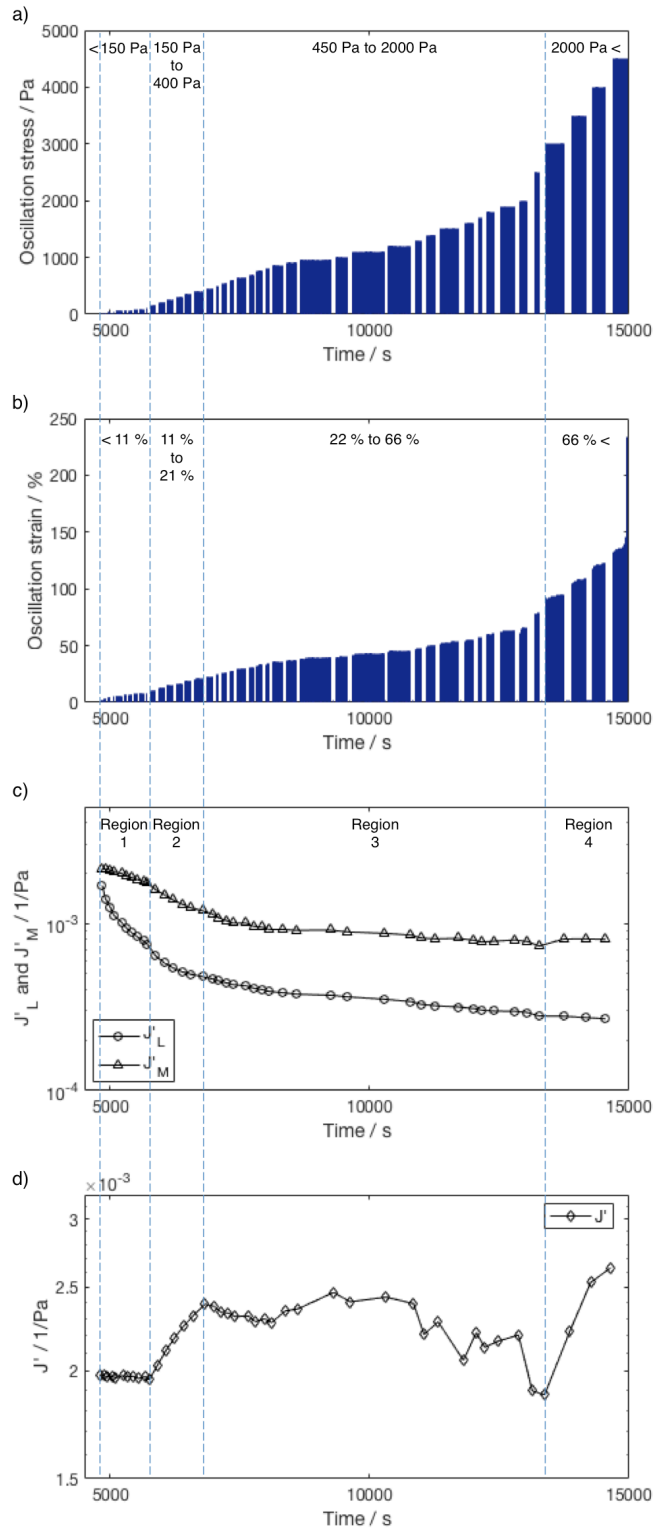 a)
5000
4000
3000
2000
1000
0
Oscillation stress / Pa
< 150 Pa
150 Pa
to
400 Pa
450 Pa to 2000 Pa
2000 Pa <
5000
10000
15000
Time / s
b)
250
200
150
100
50
0
Oscillation strain / %
< 11 %
11 %
to
21 %
22 % to 66 %
66 % <
5000
10000
15000
Time / s
c)
10-3
10-4
J'L and J'M / 1/Pa
Region
1
Region
2
Region
3
Region
4
J'L
J'M
5000
10000
15000
Time / s
d)
× 10-3
3
2.5
2
1.5
J' / 1/Pa
J'
5000
10000
15000
Time / s